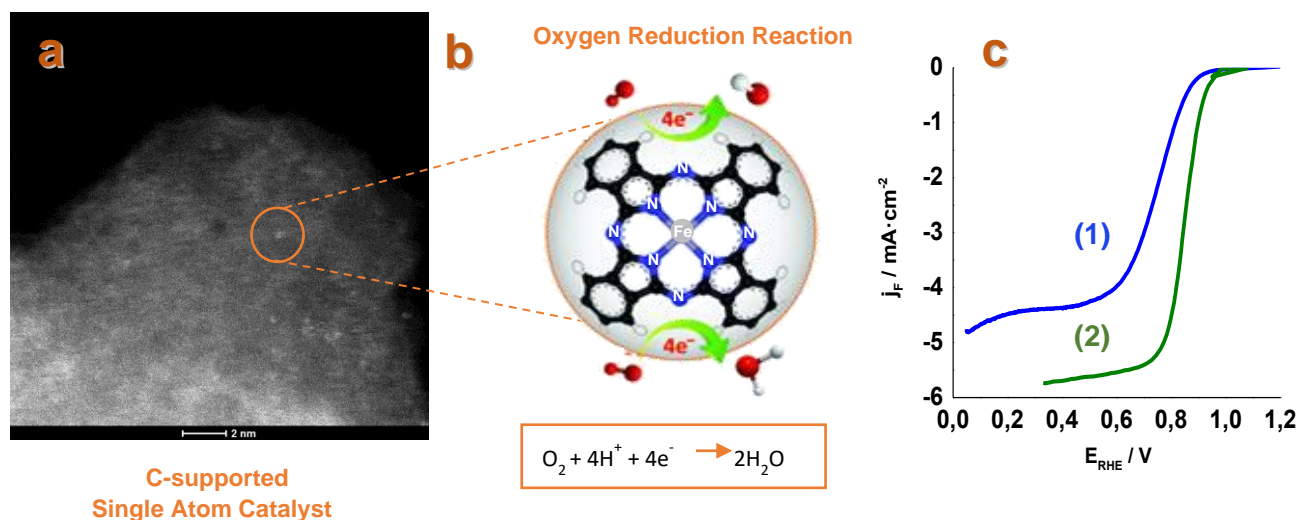 a
2 nm
C-supported
Single Atom Catalyst
b
Oxygen Reduction Reaction
4e⁻
N
N N
N Fe N
N N
N
4e⁻
O₂ + 4H⁺ + 4e⁻ → 2H₂O
c
j_F / mA·cm⁻²
0
-1
-2
-3
-4
-5
-6
(1)
(2)
0,0 0,2 0,4 0,6 0,8 1,0 1,2
E_RHE / V